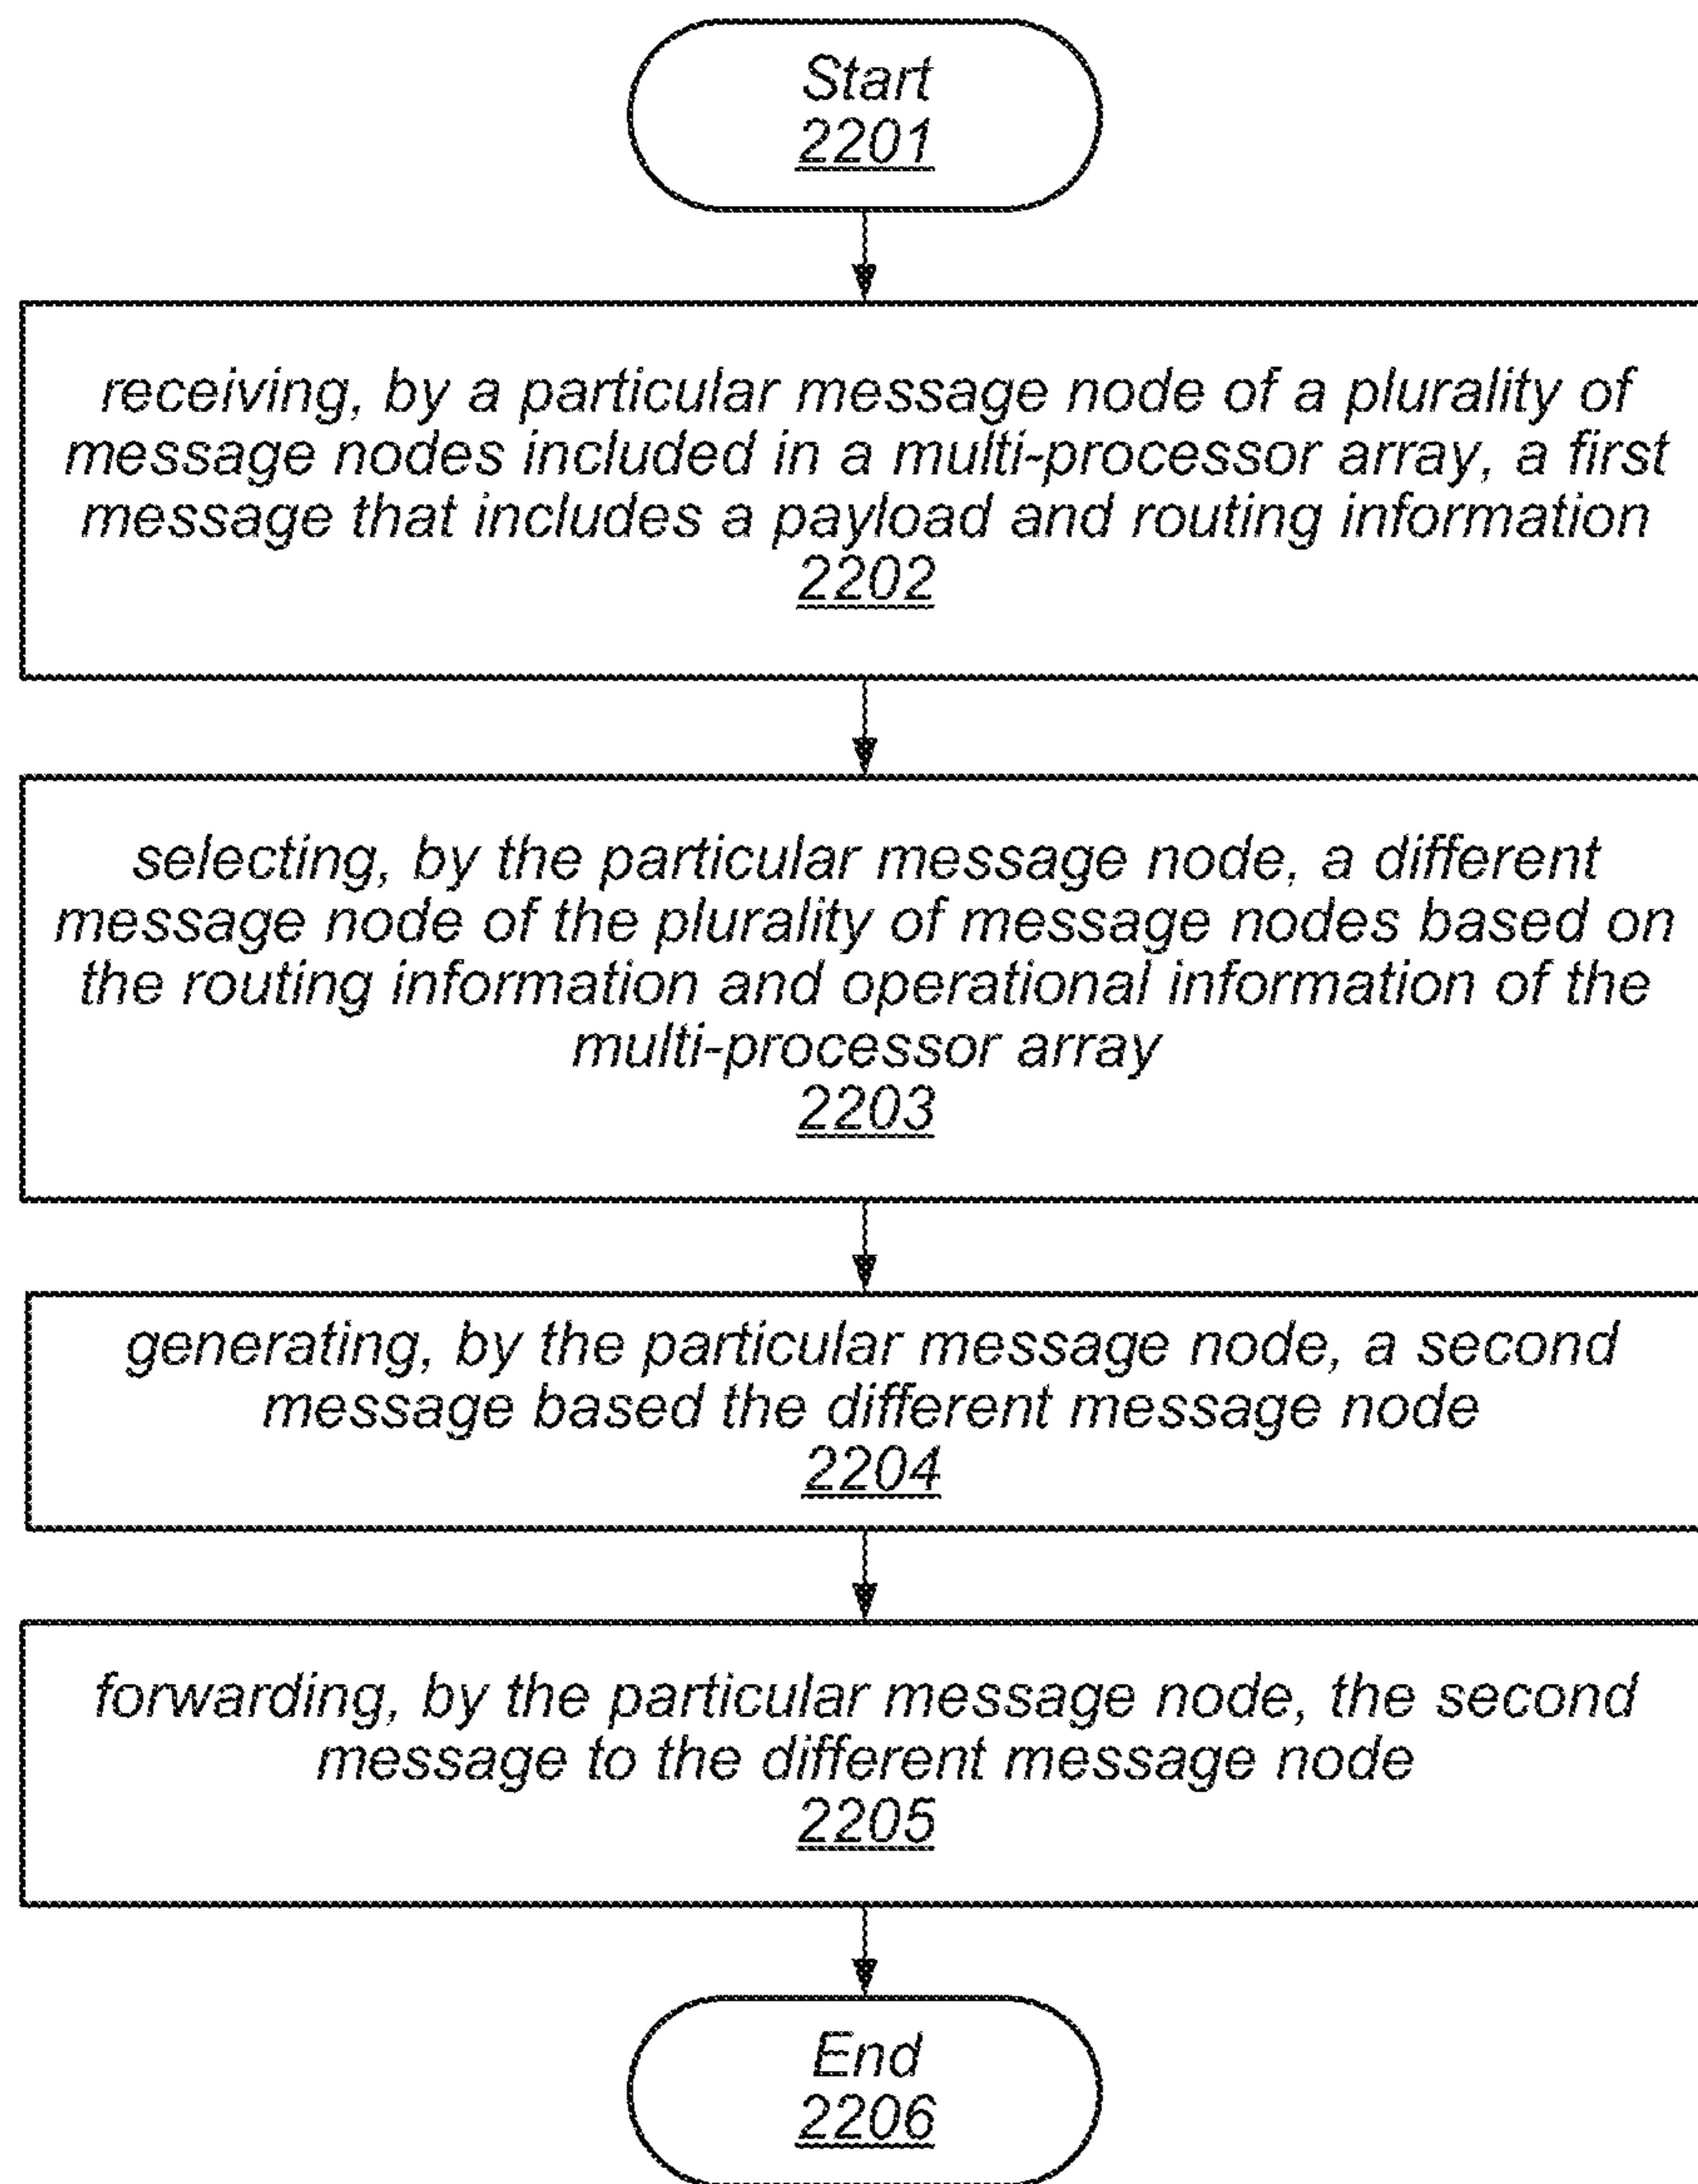 Start
2201
receiving, by a particular message node of a plurality of
message nodes included in a multi-processor array, a first
message that includes a payload and routing information
2202
selecting, by the particular message node, a different
message node of the plurality of message nodes based on
the routing information and operational information of the
multi-processor array
2203
generating, by the particular message node, a second
message based the different message node
2204
forwarding, by the particular message node, the second
message to the different message node
2205
End
2206